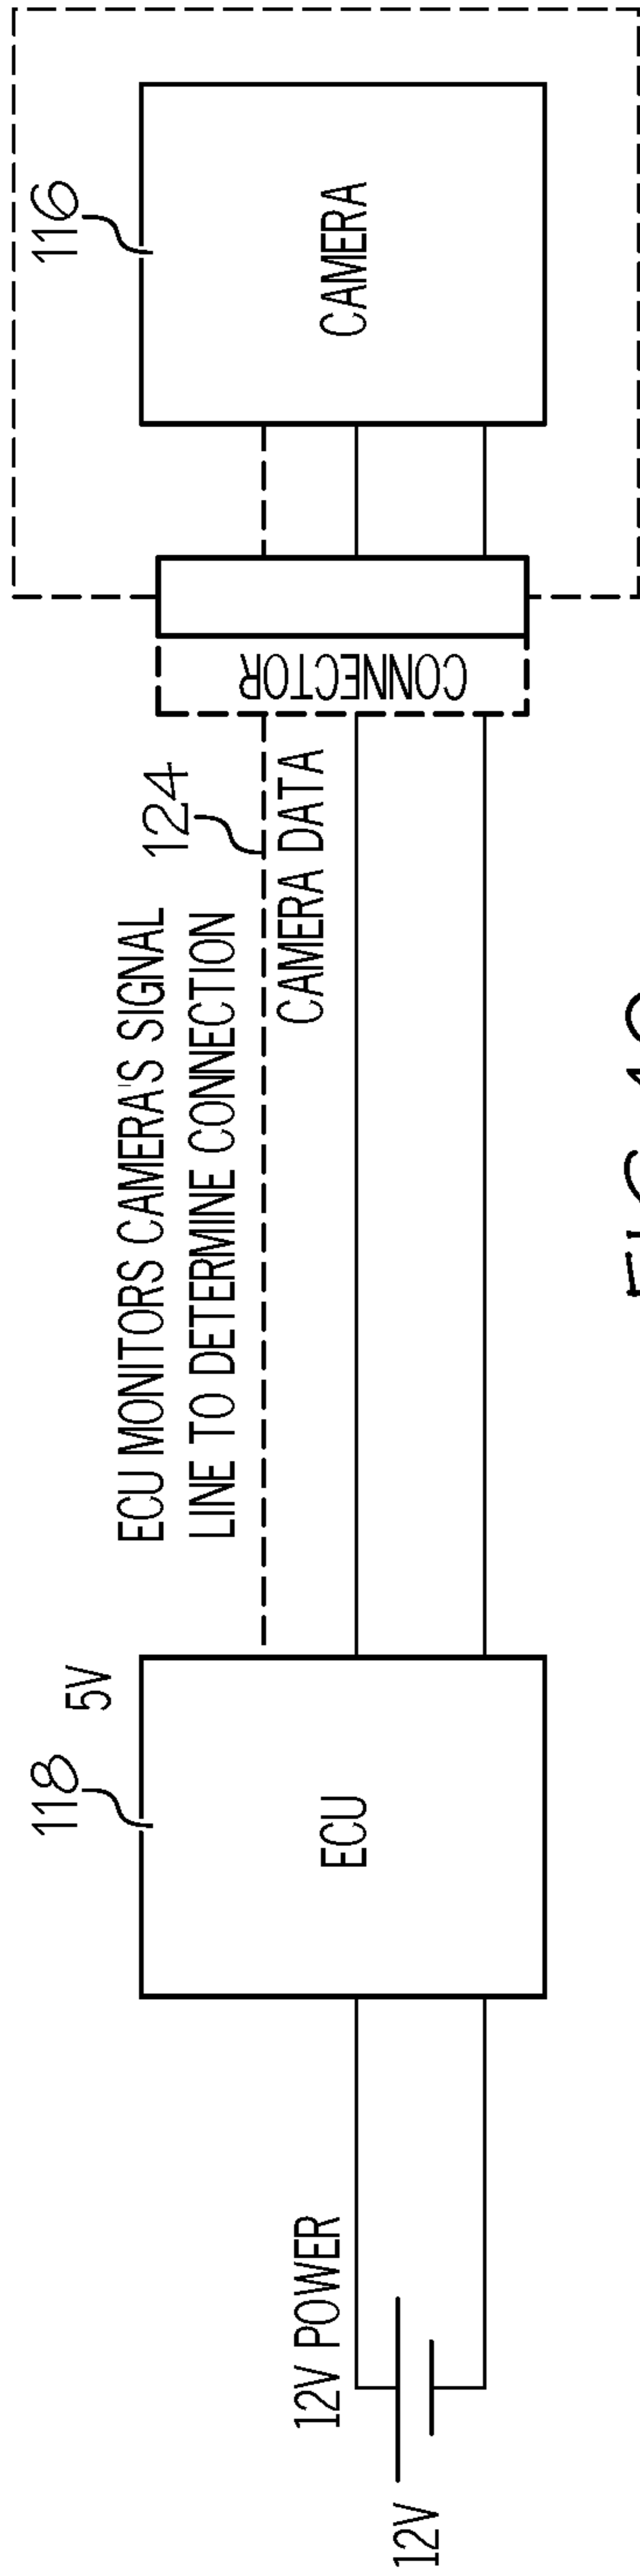 118
5V
ECU MONITORS CAMERA'S SIGNAL
LINE TO DETERMINE CONNECTION
124
116
CAMERA DATA
12V POWER
12V
ECU
CONNECTOR
CAMERA
FIG.